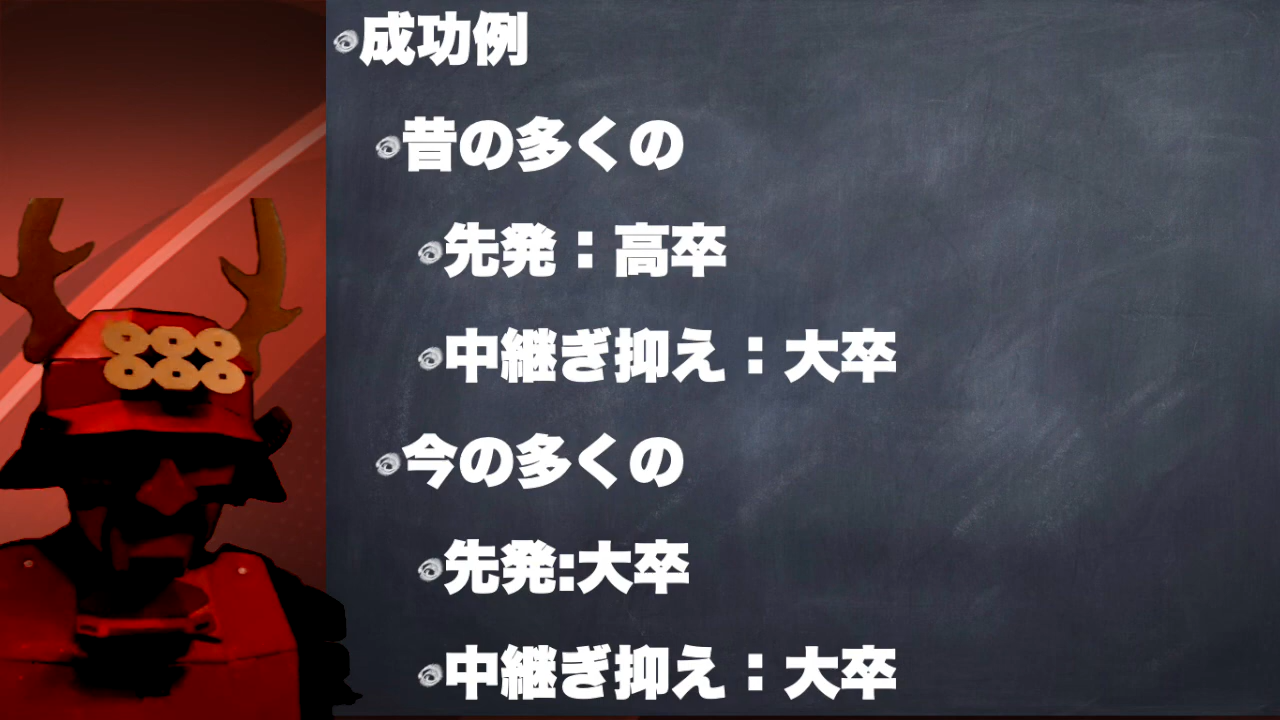 成功例
昔の多くの
先発：高卒
中継ぎ抑え：大卒
今の多くの
先発:大卒
中継ぎ抑え：大卒